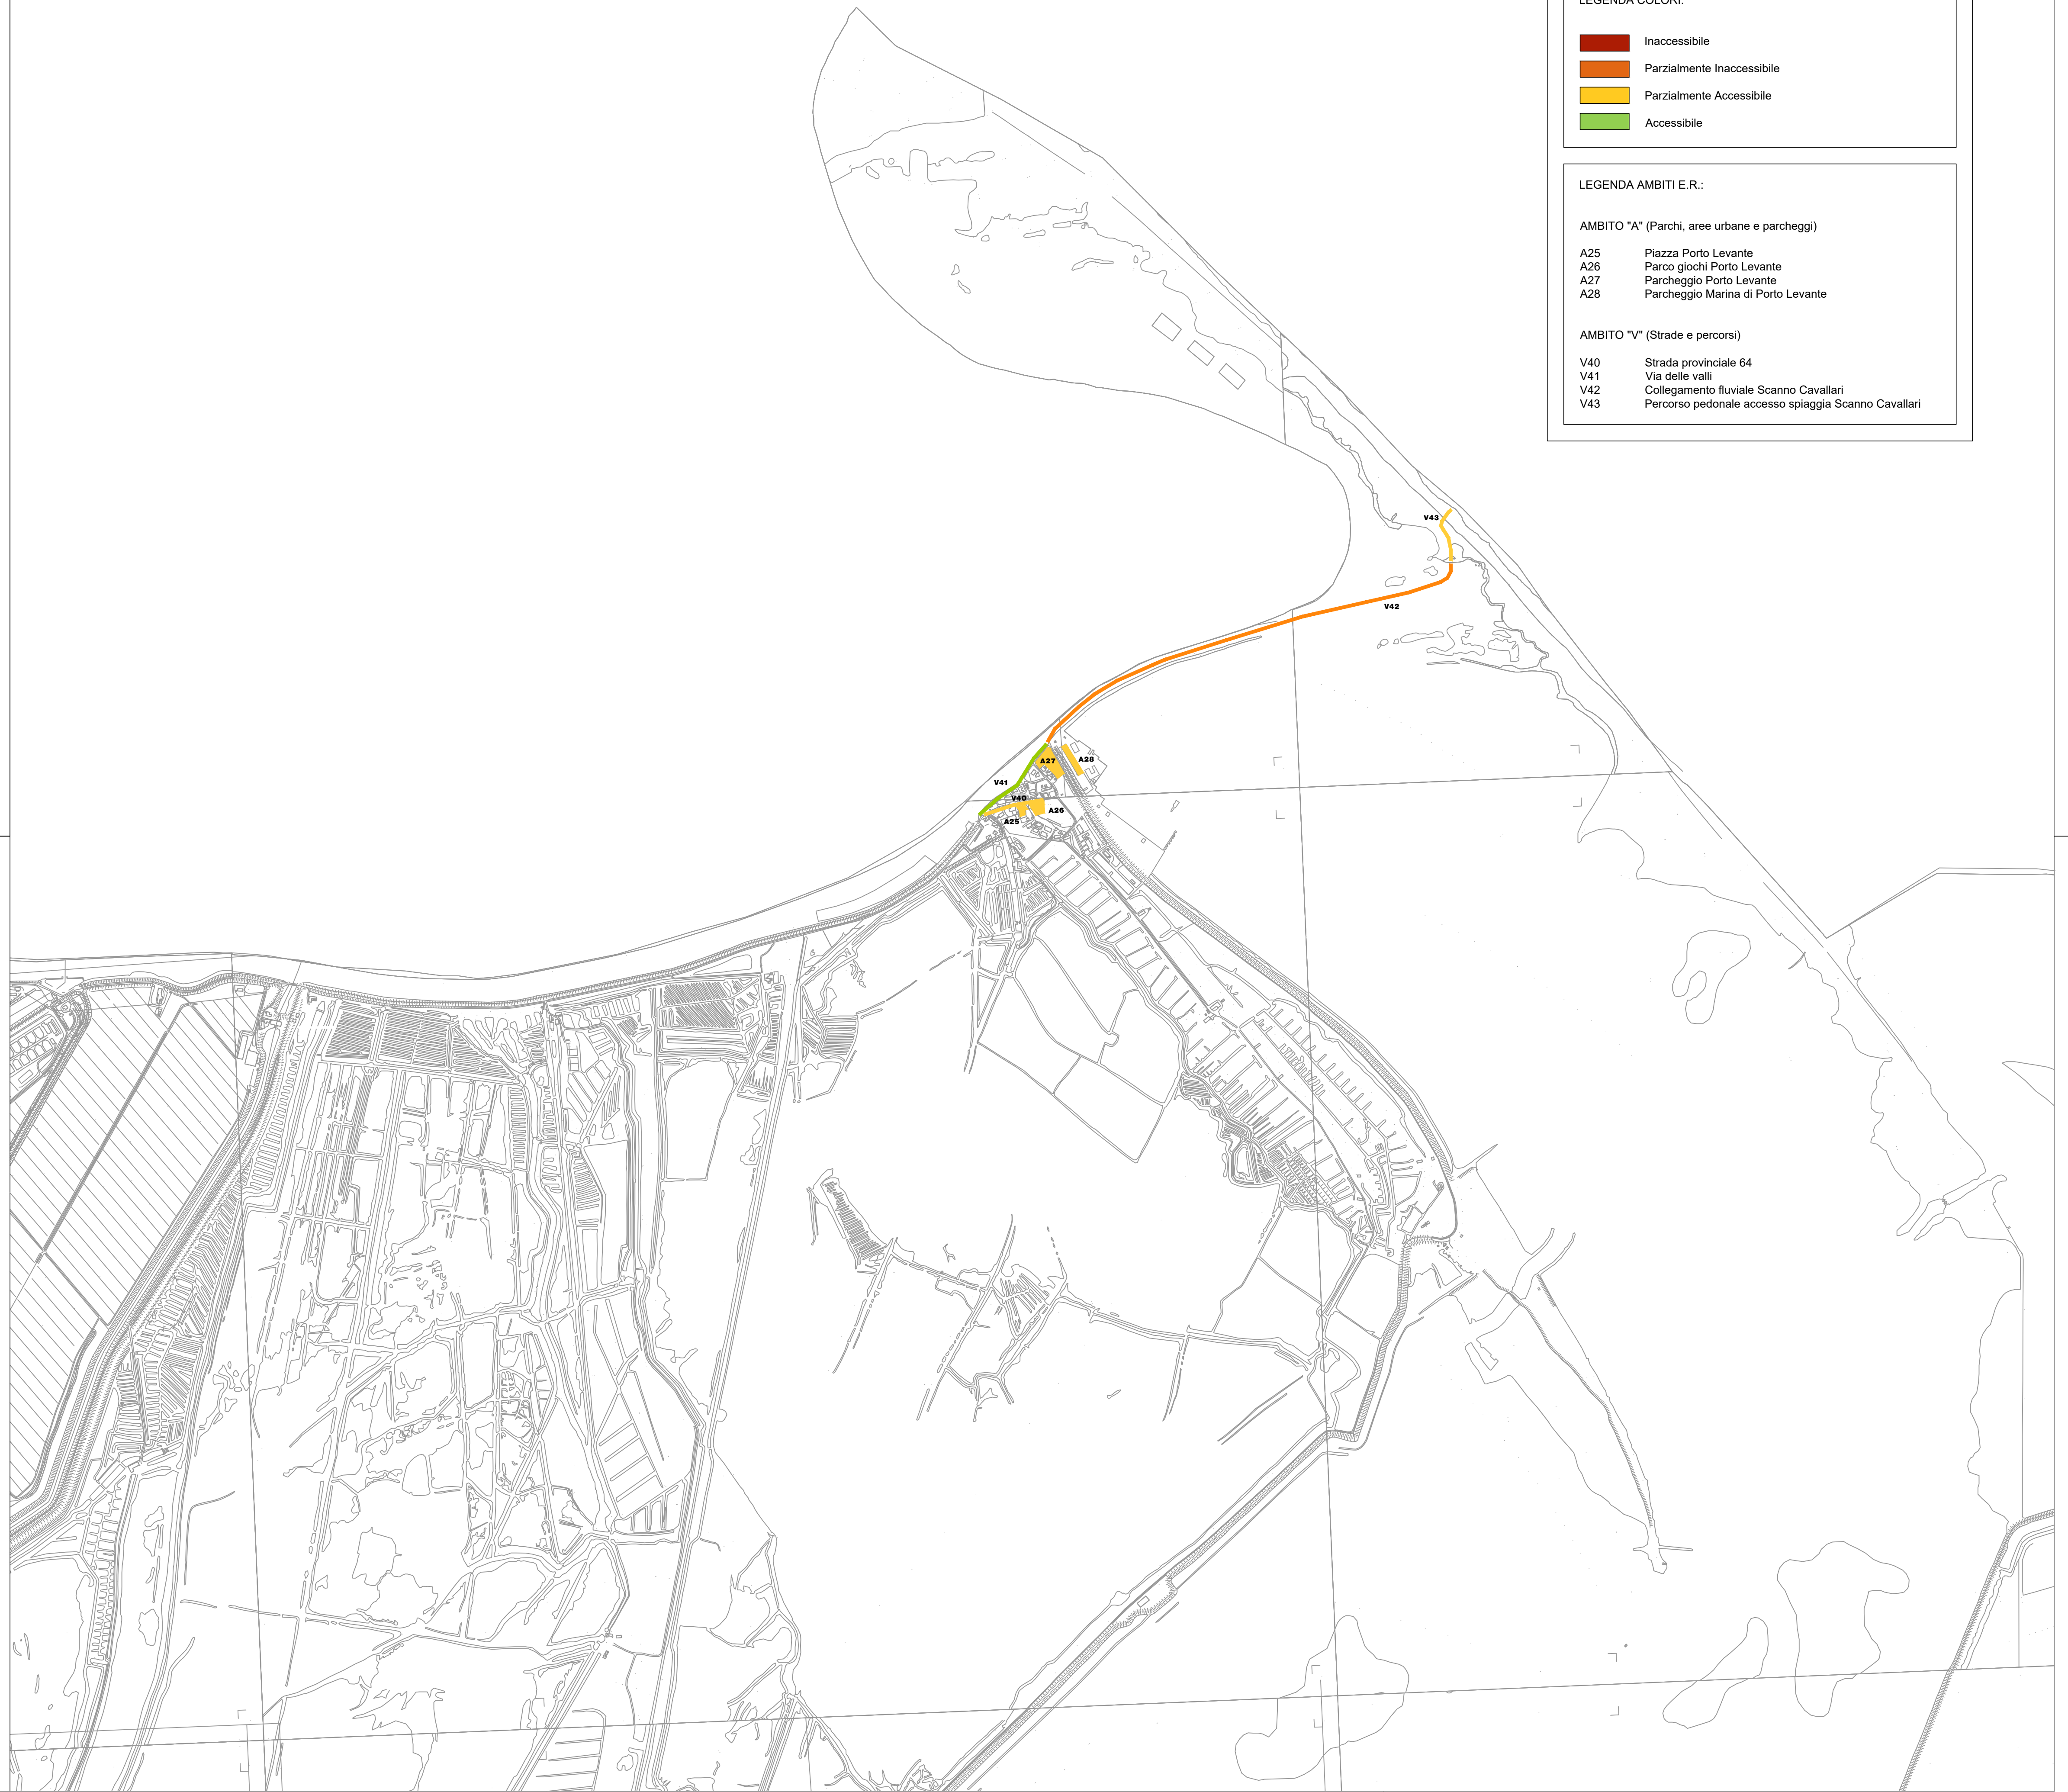 LEGENDA COLORI:
Inaccessibile
Parzialmente Inaccessibile
Parzialmente Accessibile
Accessibile
LEGENDA AMBITI E.R.:
AMBITO "A" (Parchi, aree urbane e parcheggi)
A25 Piazza Porto Levante
A26 Parco giochi Porto Levante
A27 Parcheggio Porto Levante
A28 Parcheggio Marina di Porto Levante
AMBITO "V" (Strade e percorsi)
V40 Strada provinciale 64
V41 Via delle valli
V42 Collegamento fluviale Scanno Cavallari
V43 Percorso pedonale accesso spiaggia Scanno Cavallari
V43
V42
A27
A28
V41
V40
A26
A25